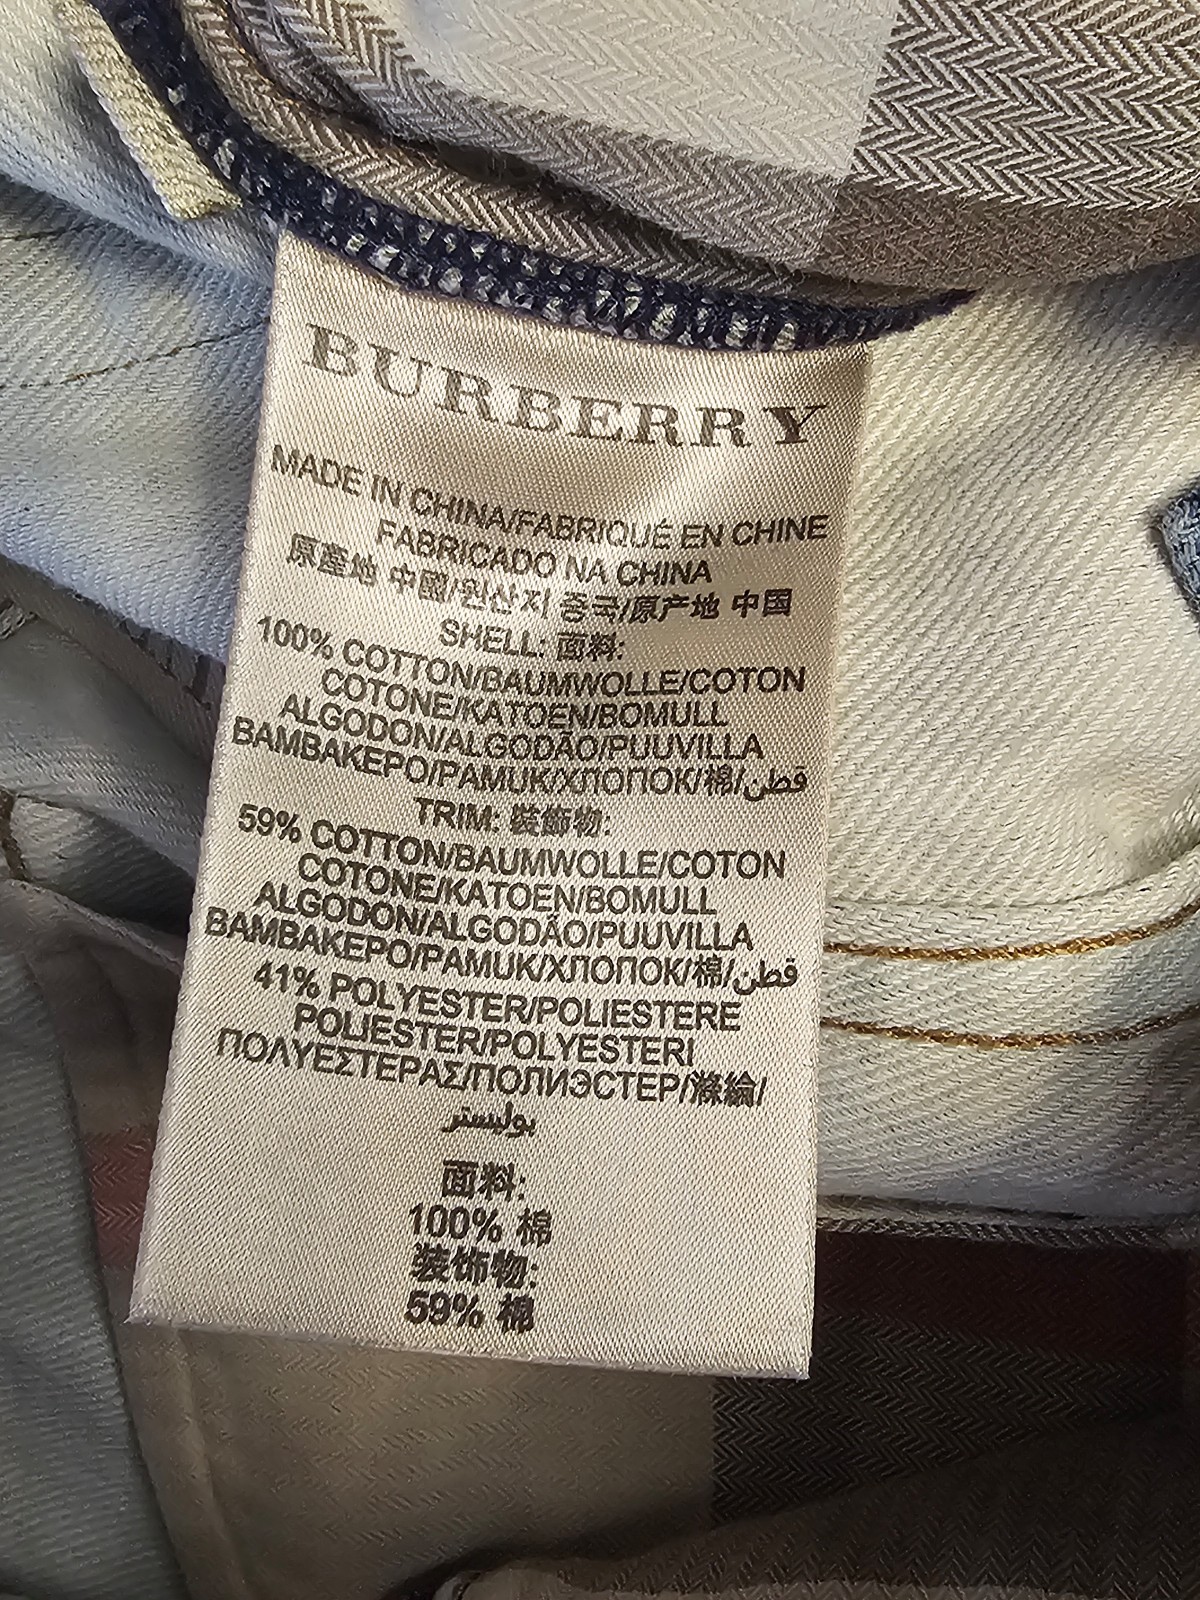 BURBERRY
MADE IN CHINA/FABRIQUÉ EN CHINE
FABRICADO NA CHINA
原產地 中國/원산지 중국/原产地 中国
SHELL: 面料:
100% COTTON/BAUMWOLLE/COTON
COTONE/KATOEN/BOMULL
ALGODON/ALGODÃO/PUUVILLA
ΒΑΜΒΑΚΕΡΟ/PAMUK/ХЛОПОК/棉/قطن
TRIM: 裝飾物:
59% COTTON/BAUMWOLLE/COTON
COTONE/KATOEN/BOMULL
ALGODON/ALGODÃO/PUUVILLA
ΒΑΜΒΑΚΕΡΟ/PAMUK/ХЛОПОК/棉/قطن
41% POLYESTER/POLIESTERE
POLIESTER/POLYESTERI
ΠΟΛΥΕΣΤΕΡΑΣ/ПОЛИЭСТЕР/滌綸/
بوليستر
面料:
100% 棉
装饰物:
59% 棉